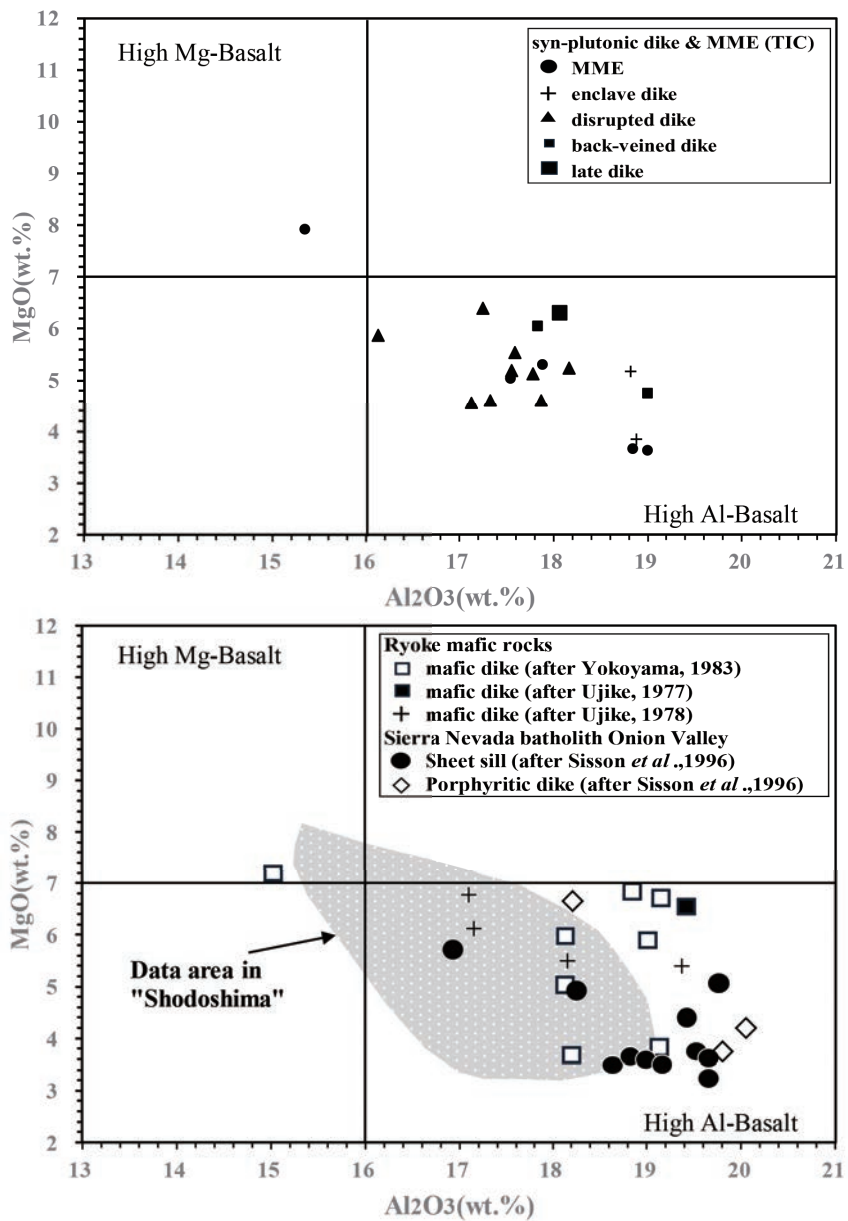 12
11
10
9
8
7
6
5
4
3
2
MgO(wt.%)
High Mg-Basalt
syn-plutonic dike & MME (TIC)
MME
enclave dike
disrupted dike
back-veined dike
late dike
High Al-Basalt
13 14 15 16 17 18 19 20 21
Al2O3(wt.%)
12
11
10
9
8
7
6
5
4
3
2
MgO(wt.%)
High Mg-Basalt
Ryoke mafic rocks
mafic dike (after Yokoyama, 1983)
mafic dike (after Ujike, 1977)
mafic dike (after Ujike, 1978)
Sierra Nevada batholith Onion Valley
Sheet sill (after Sisson et al .,1996)
Porphyritic dike (after Sisson et al .,1996)
Data area in
"Shodoshima"
High Al-Basalt
13 14 15 16 17 18 19 20 21
Al2O3(wt.%)